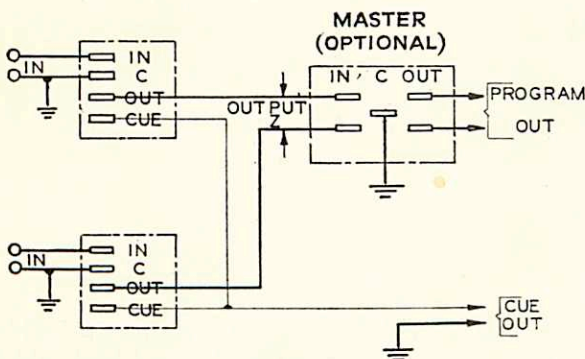 MASTER
(OPTIONAL)
IN
C
OUT
CUE
IN
OUTPUT
Z
IN C OUT
PROGRAM
OUT
IN
C
OUT
CUE
IN
CUE
OUT